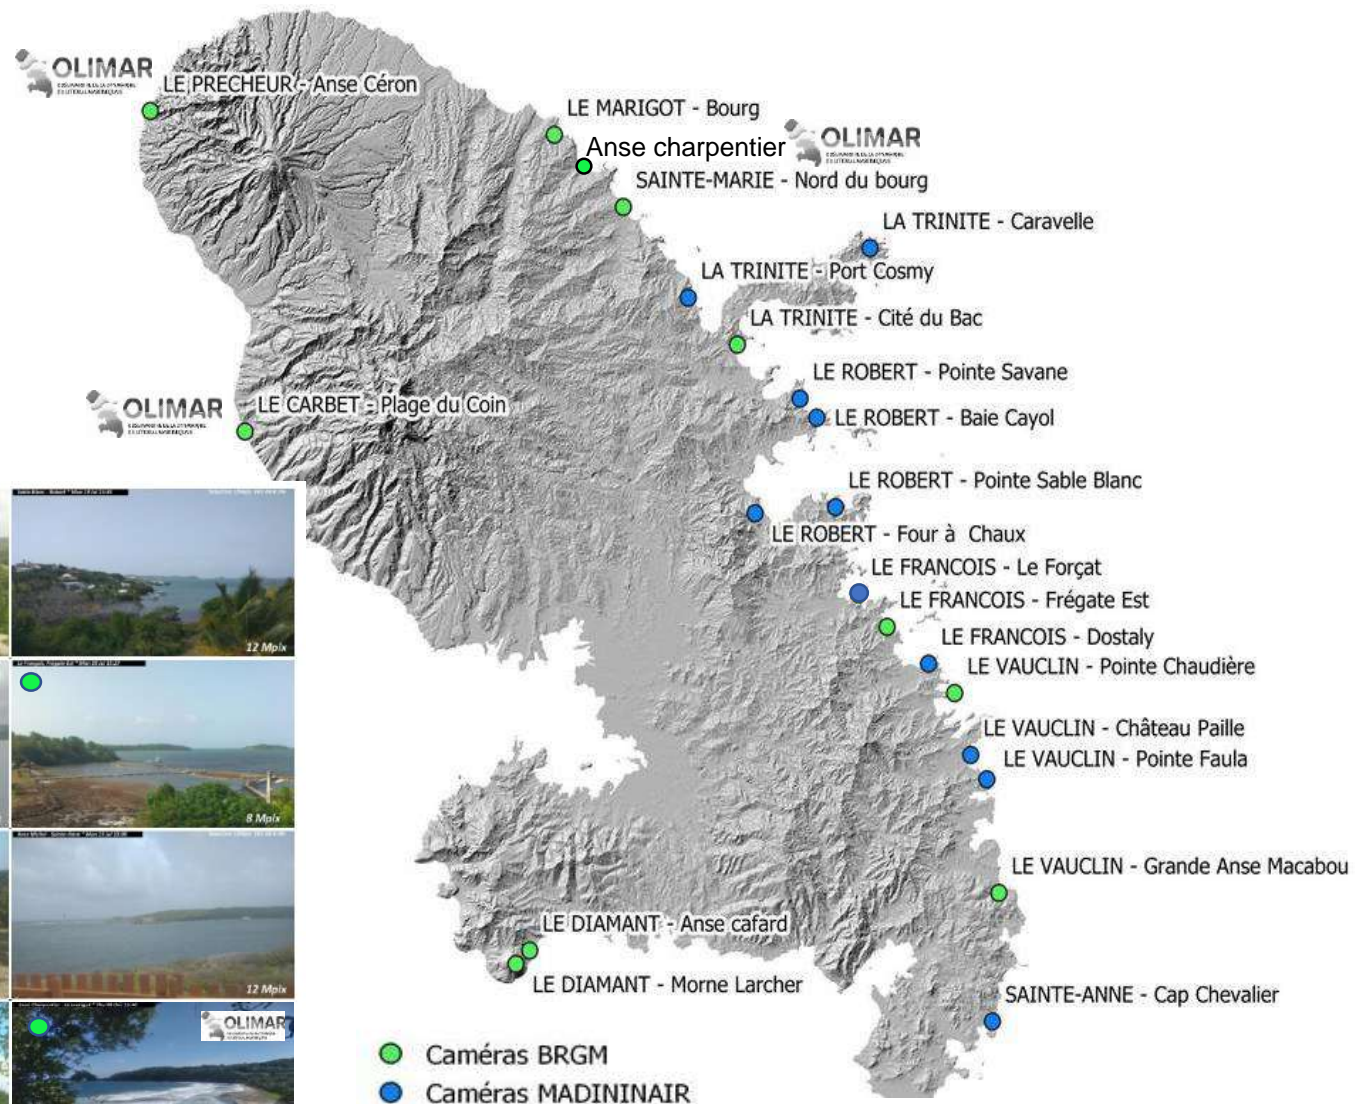 OLIMAR
LE PRECHEUR - Anse Céron
LE MARIGOT - Bourg
Anse charpentier
OLIMAR
SAINTE-MARIE - Nord du bourg
LA TRINITE - Caravelle
LA TRINITE - Port Cosmy
LA TRINITE - Cité du Bac
LE ROBERT - Pointe Savane
OLIMAR
LE CARBET - Plage du Coin
LE ROBERT - Baie Cayol
LE ROBERT - Pointe Sable Blanc
LE ROBERT - Four à Chaux
LE FRANCOIS - Le Forçat
LE FRANCOIS - Frégate Est
LE FRANCOIS - Dostaly
LE VAUCLIN - Pointe Chaudière
LE VAUCLIN - Château Paille
LE VAUCLIN - Pointe Faula
LE VAUCLIN - Grande Anse Macabou
LE DIAMANT - Anse cafard
LE DIAMANT - Morne Larcher
SAINTE-ANNE - Cap Chevalier
12 Mpix
8 Mpix
12 Mpix
OLIMAR
Caméras BRGM
Caméras MADININAIR